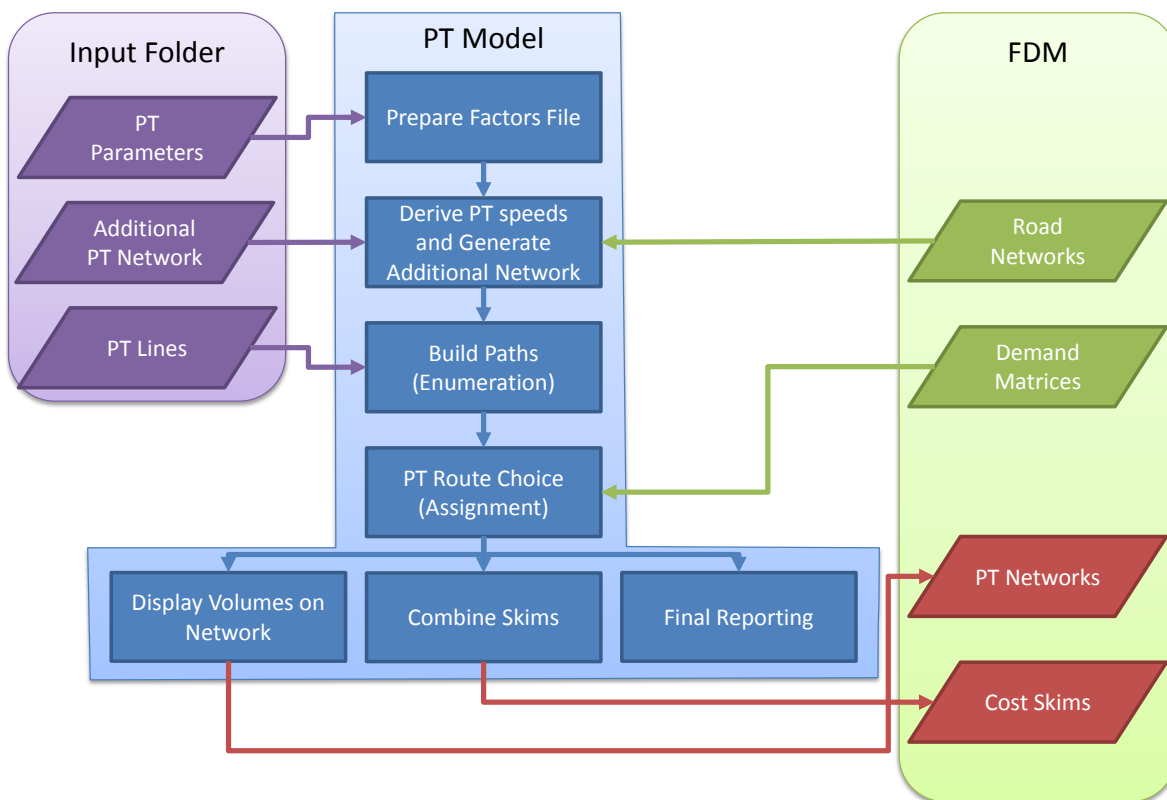 Input Folder
PT
Parameters
Additional
PT Network
PT Lines
PT Model
Prepare Factors File
Derive PT speeds
and Generate
Additional Network
Build Paths
(Enumeration)
PT Route Choice
(Assignment)
Display Volumes on
Network
Combine Skims
Final Reporting
FDM
Road
Networks
Demand
Matrices
PT Networks
Cost Skims